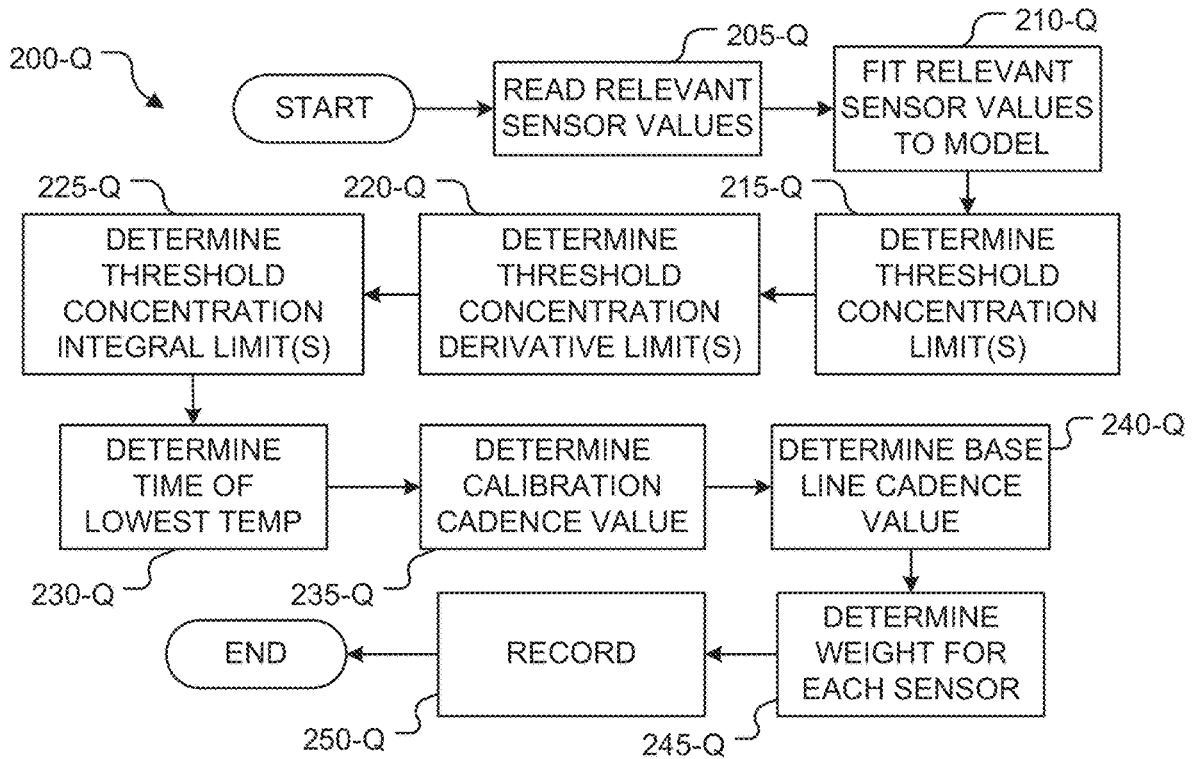 200-Q
START
205-Q
READ RELEVANT
SENSOR VALUES
210-Q
FIT RELEVANT
SENSOR VALUES
TO MODEL
215-Q
DETERMINE
THRESHOLD
CONCENTRATION
LIMIT(S)
220-Q
DETERMINE
THRESHOLD
CONCENTRATION
DERIVATIVE LIMIT(S)
225-Q
DETERMINE
THRESHOLD
CONCENTRATION
INTEGRAL LIMIT(S)
DETERMINE
TIME OF
LOWEST TEMP
230-Q
DETERMINE
CALIBRATION
CADENCE VALUE
235-Q
240-Q
DETERMINE BASE
LINE CADENCE
VALUE
DETERMINE
WEIGHT FOR
EACH SENSOR
245-Q
RECORD
250-Q
END